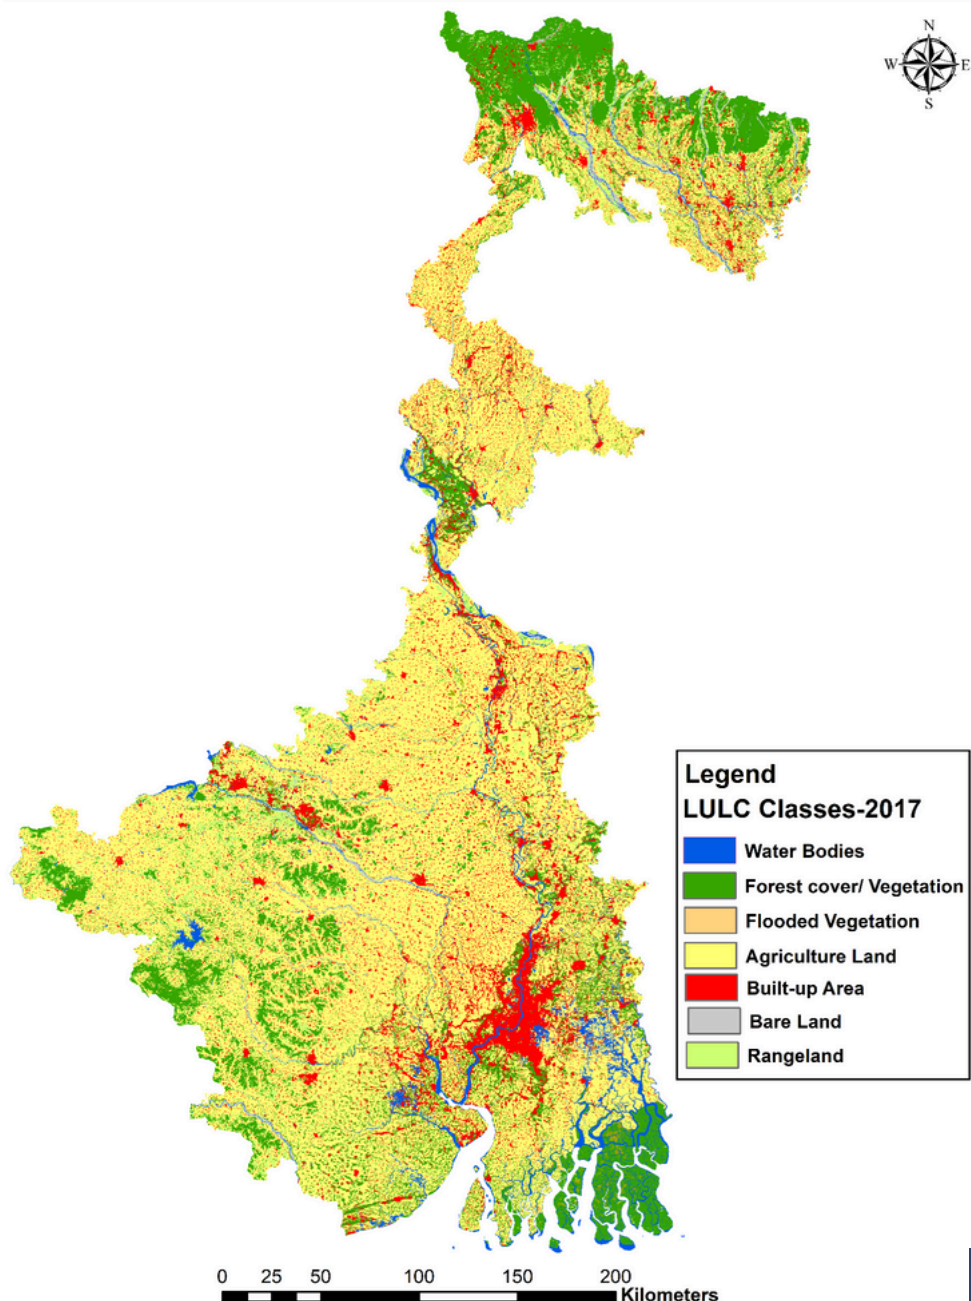 N
W E
S
Legend
LULC Classes-2017
Water Bodies
Forest cover/ Vegetation
Flooded Vegetation
Agriculture Land
Built-up Area
Bare Land
Rangeland
0 25 50 100 150 200
Kilometers